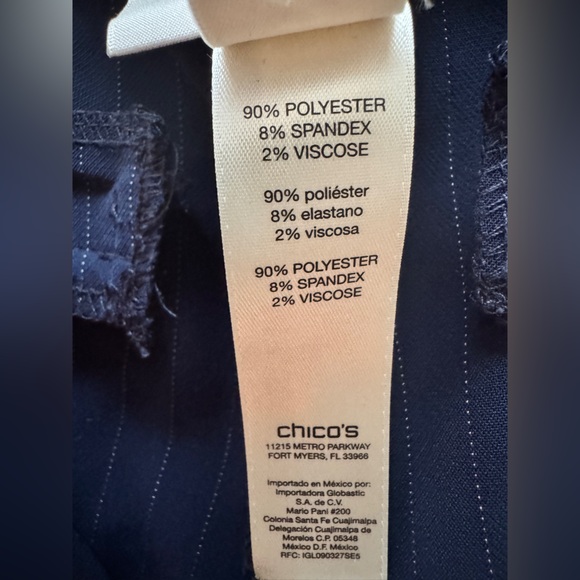 90% POLYESTER
8% SPANDEX
2% VISCOSE
90% poliéster
8% elastano
2% viscosa
90% POLYESTER
8% SPANDEX
2% VISCOSE
chico's
11215 METRO PARKWAY
FORT MYERS, FL 33966
Importado en México por:
Importadora Globastic
S.A. de C.V.
Mario Pani #200
Colonia Santa Fe Cuajimalpa
Delegación Cuajimalpa de
Morelos C.P. 05348
México D.F. México
RFC: IGL090327SE5